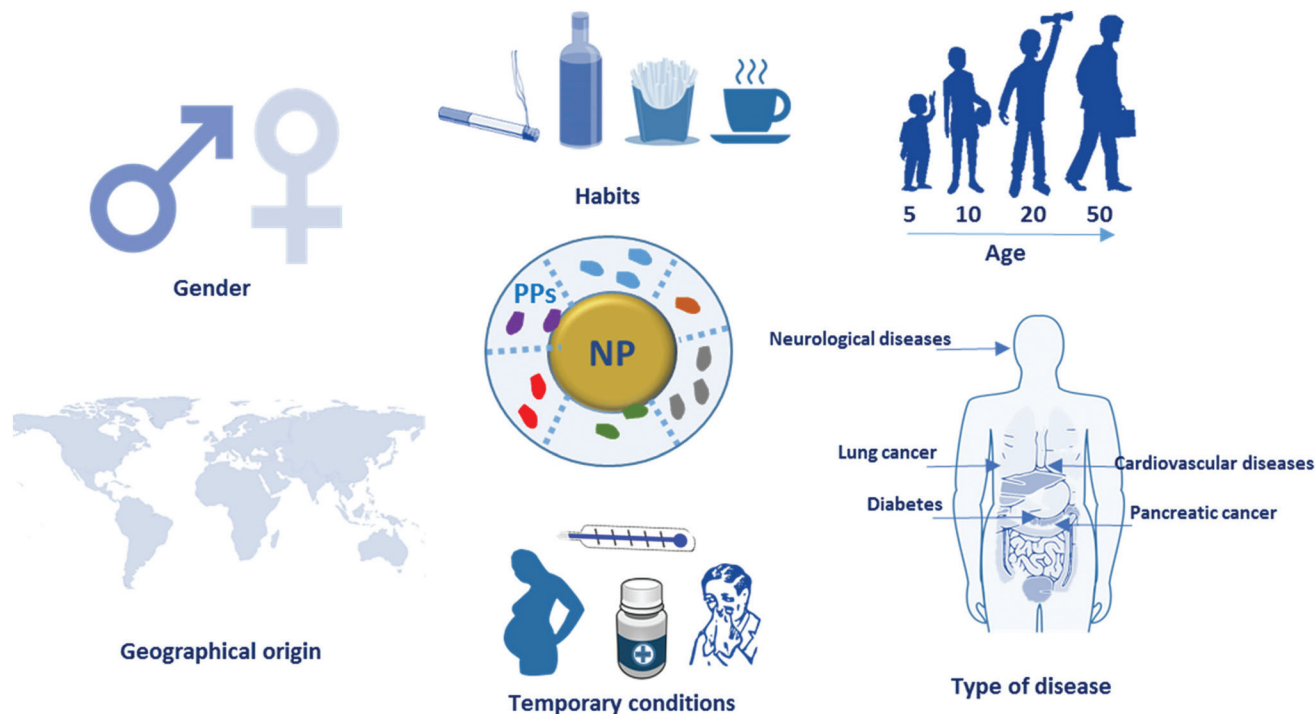 Habits
5 10 20 50
Age
Gender
PPs
NP
Neurological diseases
Lung cancer
Cardiovascular diseases
Diabetes
Pancreatic cancer
Geographical origin
Temporary conditions
Type of disease